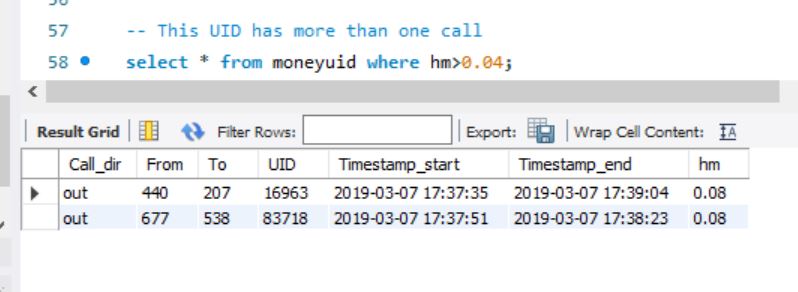 57 -- This UID has more than one call
58 select * from moneyuid where hm>0.04;
Result Grid Filter Rows: Export: Wrap Cell Content: IA
Call_dir From To UID Timestamp_start Timestamp_end hm
out 440 207 16963 2019-03-07 17:37:35 2019-03-07 17:39:04 0.08
out 677 538 83718 2019-03-07 17:37:51 2019-03-07 17:38:23 0.08